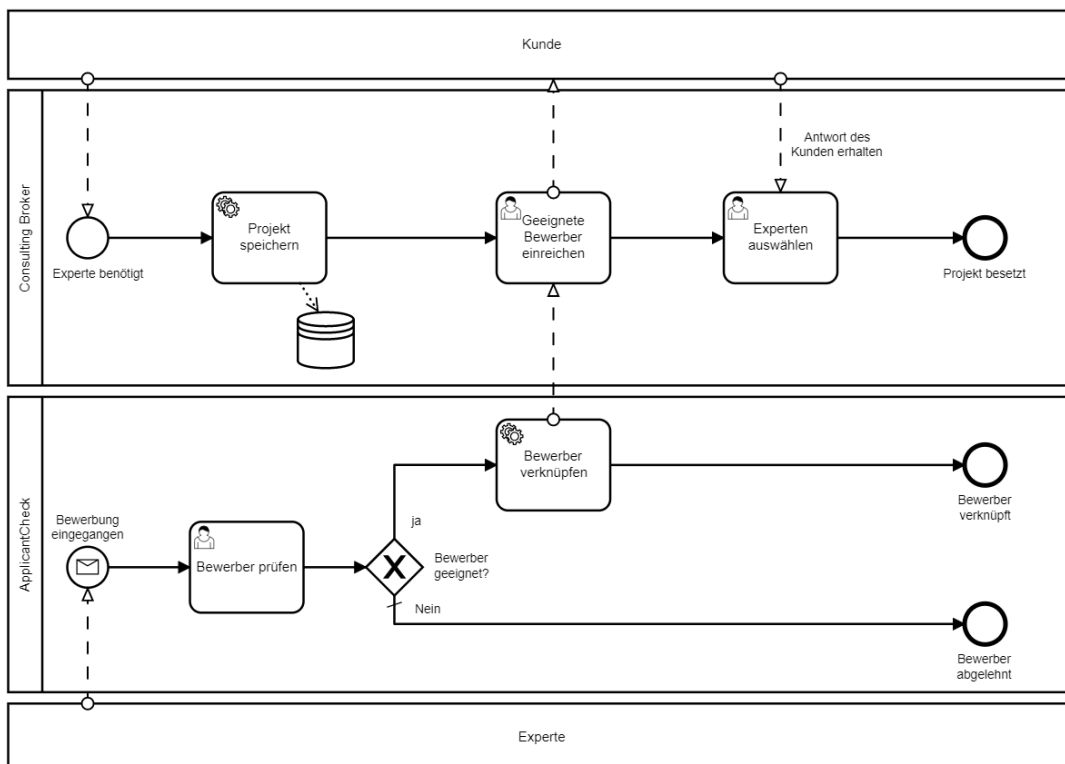 Kunde
Consulting Broker
Antwort des
Kunden erhalten
Experte benötigt
Projekt
speichern
Geeignete
Bewerber
einreichen
Experten
auswählen
Projekt besetzt
ApplicantCheck
Bewerbung
eingegangen
Bewerber prüfen
Bewerber
geeignet?
ja
Nein
Bewerber
verknüpfen
Bewerber
verknüpft
Bewerber
abgelehnt
Experte